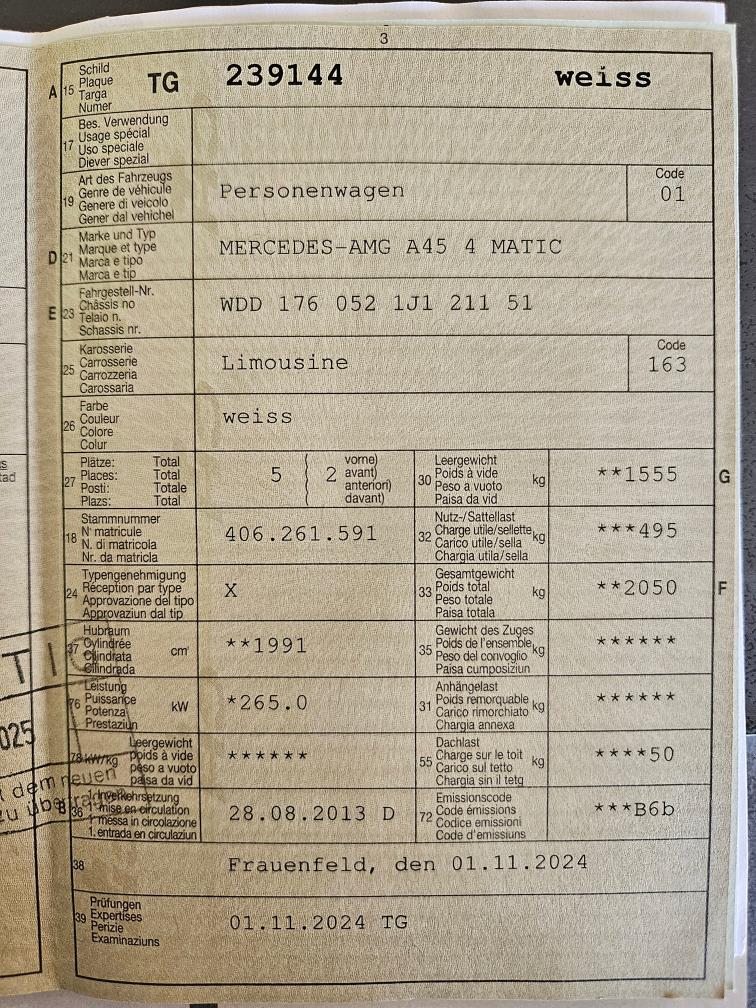 3
A 15 Schild TG 239144 weiss
Plaque
Targa
Numer
17 Bes. Verwendung
Usage spécial
Uso speciale
Diever spezial
19 Art des Fahrzeugs Personenwagen Code 01
Genre de véhicule
Genere di veicolo
Gener dal vehichel
D 21 Marke und Typ MERCEDES-AMG A45 4 MATIC
Marque et type
Marca e tipo
Marca e tip
E 23 Fahrgestell-Nr. WDD 176 052 1J1 211 51
Châssis no
Telaio n.
Schassis nr.
25 Karosserie Limousine Code 163
Carrosserie
Carrozzeria
Carossaria
26 Farbe weiss
Couleur
Colore
Colur
27 Plätze: Total 5 ( 2 vorne)
Places: Total avant)
Posti: Totale anteriori)
Plazs: Total davant)
30 Leergewicht kg **1555 G
Poids à vide
Peso a vuoto
Paisa da vid
18 Stammnummer 406.261.591
N° matricule
N. di matricola
Nr. da matricla
32 Nutz-/Sattellast kg ***495
Charge utile/sellette
Carico utile/sella
Chargia utila/sella
24 Typengenehmigung X
Réception par type
Approvazione del tipo
Approvaziun dal tip
33 Gesamtgewicht kg **2050 F
Poids total
Peso totale
Paisa totala
37 Hubraum cm³ **1991
Cylindrée
Cilindrata
Cilindrada
35 Gewicht des Zuges kg ******
Poids de l'ensemble
Peso del convoglio
Paisa cumposiziun
76 Leistung kW *265.0
Puissance
Potenza
Prestaziun
31 Anhängelast kg ******
Poids remorquable
Carico rimorchiato
Chargia annexa
78 kW/kg Leergewicht ******
poids à vide
peso a vuoto
paisa da vid
55 Dachlast kg ****50
Charge sur le toit
Carico sul tetto
Chargia sin il tetg
B 36 1. Inverkehrsetzung 28.08.2013 D
1. mise en circulation
1. messa in circolazione
1. entrada en circulaziun
72 Emissionscode ***B6b
Code émissions
Codice emissioni
Code d'emissiuns
38 Frauenfeld, den 01.11.2024
39 Prüfungen 01.11.2024 TG
Expertises
Perizie
Examinaziuns
025
dem neuen